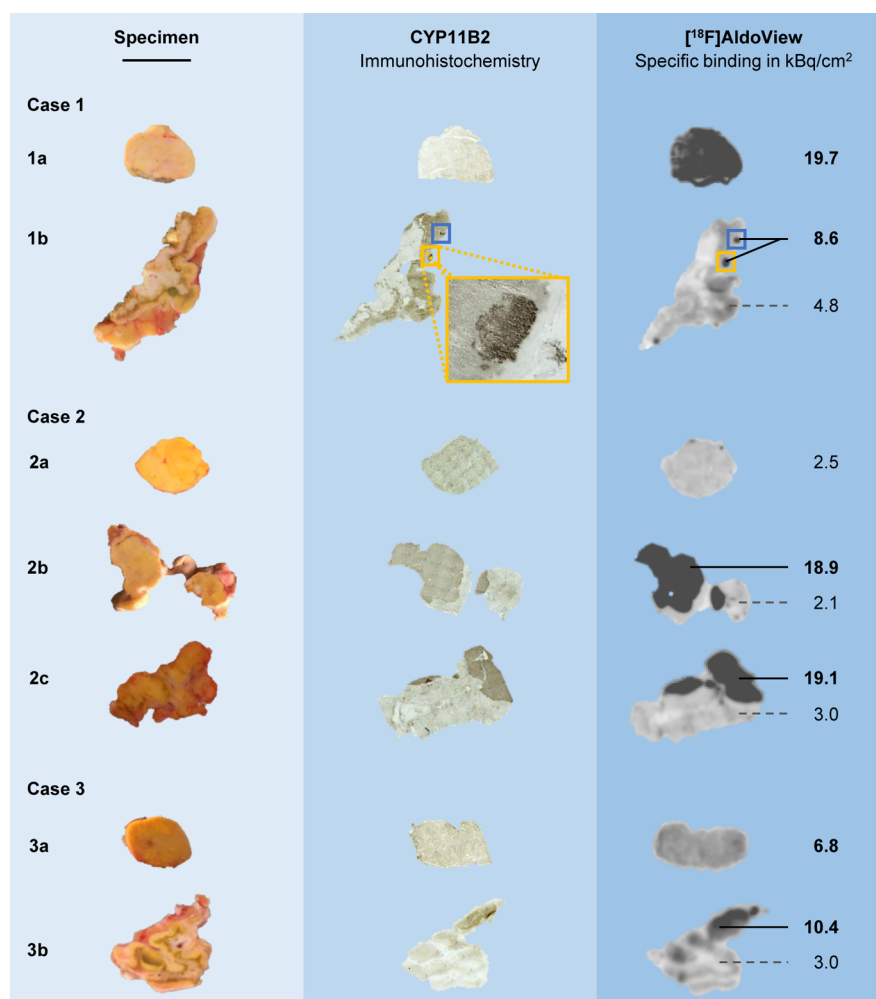 Specimen
CYP11B2
Immunohistochemistry
[¹⁸F]AldoView
Specific binding in kBq/cm²
Case 1
1a
19.7
1b
8.6
4.8
Case 2
2a
2.5
2b
18.9
2.1
2c
19.1
3.0
Case 3
3a
6.8
3b
10.4
3.0